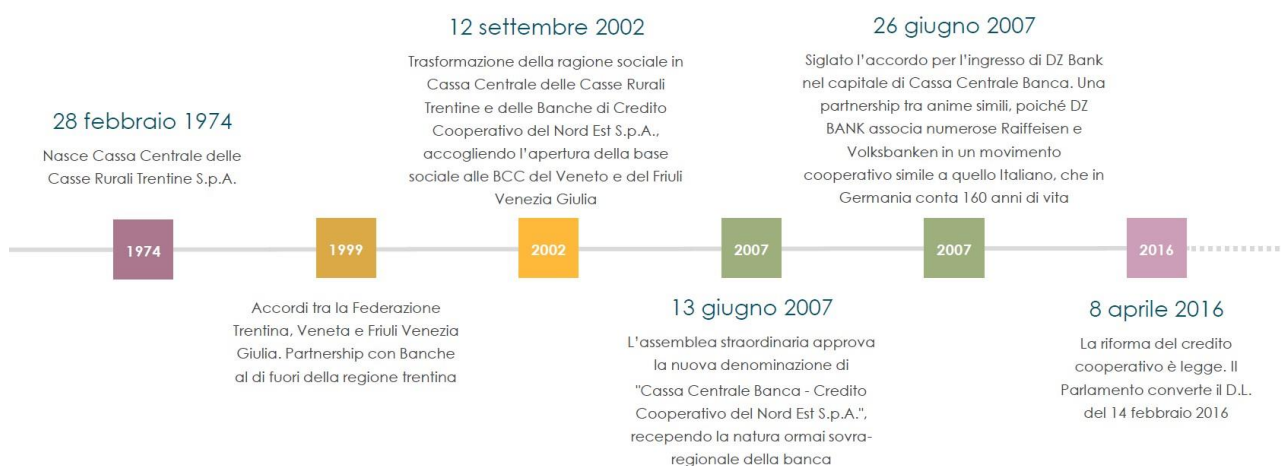 28 febbraio 1974
Nasce Cassa Centrale delle
Casse Rurali Trentine S.p.A.
1974
1999
Accordi tra la Federazione
Trentina, Veneta e Friuli Venezia
Giulia. Partnership con Banche
al di fuori della regione trentina
12 settembre 2002
Trasformazione della ragione sociale in
Cassa Centrale delle Casse Rurali
Trentine e delle Banche di Credito
Cooperativo del Nord Est S.p.A.,
accogliendo l'apertura della base
sociale alle BCC del Veneto e del Friuli
Venezia Giulia
2002
2007
13 giugno 2007
L'assemblea straordinaria approva
la nuova denominazione di
"Cassa Centrale Banca - Credito
Cooperativo del Nord Est S.p.A.",
recependo la natura ormai sovra-
regionale della banca
26 giugno 2007
Siglato l'accordo per l'ingresso di DZ Bank
nel capitale di Cassa Centrale Banca. Una
partnership tra anime simili, poiché DZ
BANK associa numerose Raiffeisen e
Volksbanken in un movimento
cooperativo simile a quello Italiano, che in
Germania conta 160 anni di vita
2007
2016
8 aprile 2016
La riforma del credito
cooperativo è legge. Il
Parlamento converte il D.L.
del 14 febbraio 2016